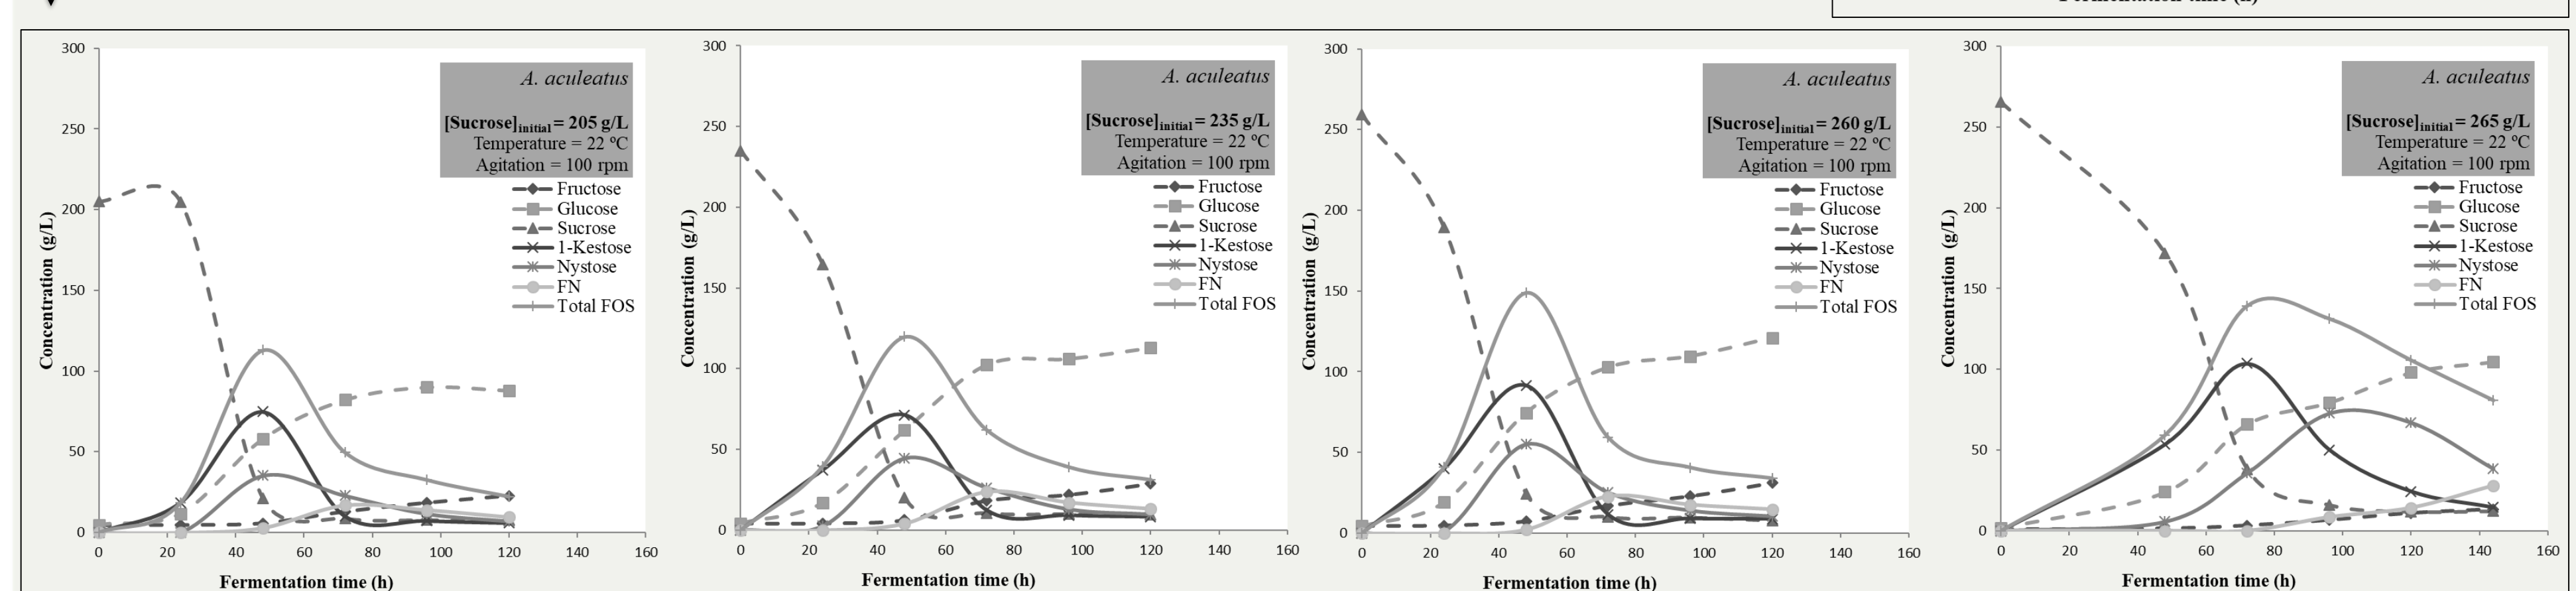 Fermentation time (h)
300
250
200
150
100
50
0
Concentration (g/L)
A. aculeatus
[Sucrose]initial = 205 g/L
Temperature = 22 ºC
Agitation = 100 rpm
Fructose
Glucose
Sucrose
1-Kestose
Nystose
FN
Total FOS
0 20 40 60 80 100 120 140 160
Fermentation time (h)
300
250
200
150
100
50
0
Concentration (g/L)
A. aculeatus
[Sucrose]initial = 235 g/L
Temperature = 22 ºC
Agitation = 100 rpm
Fructose
Glucose
Sucrose
1-Kestose
Nystose
FN
Total FOS
0 20 40 60 80 100 120 140 160
Fermentation time (h)
300
250
200
150
100
50
0
Concentration (g/L)
A. aculeatus
[Sucrose]initial = 260 g/L
Temperature = 22 ºC
Agitation = 100 rpm
Fructose
Glucose
Sucrose
1-Kestose
Nystose
FN
Total FOS
0 20 40 60 80 100 120 140 160
Fermentation time (h)
300
250
200
150
100
50
0
Concentration (g/L)
A. aculeatus
[Sucrose]initial = 265 g/L
Temperature = 22 ºC
Agitation = 100 rpm
Fructose
Glucose
Sucrose
1-Kestose
Nystose
FN
Total FOS
0 20 40 60 80 100 120 140 160
Fermentation time (h)